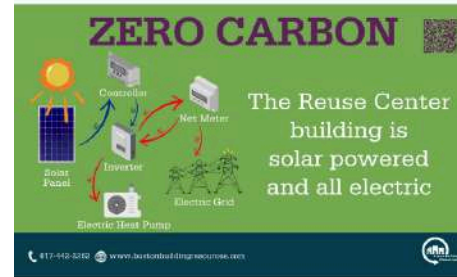 ZERO CARBON
Controller
Net Meter
Solar
Panel
Inverter
Electric Grid
Electric Heat Pump
The Reuse Center
building is
solar powered
and all electric
617-442-2262 www.bostonbuildingresources.com